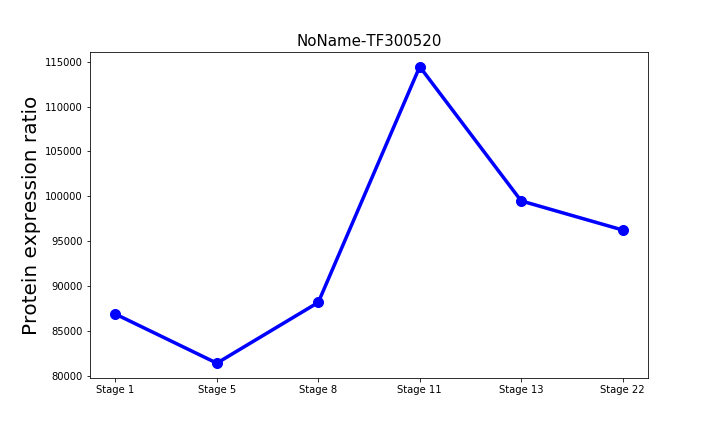 NoName-TF300520
Protein expression ratio
115000
110000
105000
100000
95000
90000
85000
80000
Stage 1 Stage 5 Stage 8 Stage 11 Stage 13 Stage 22